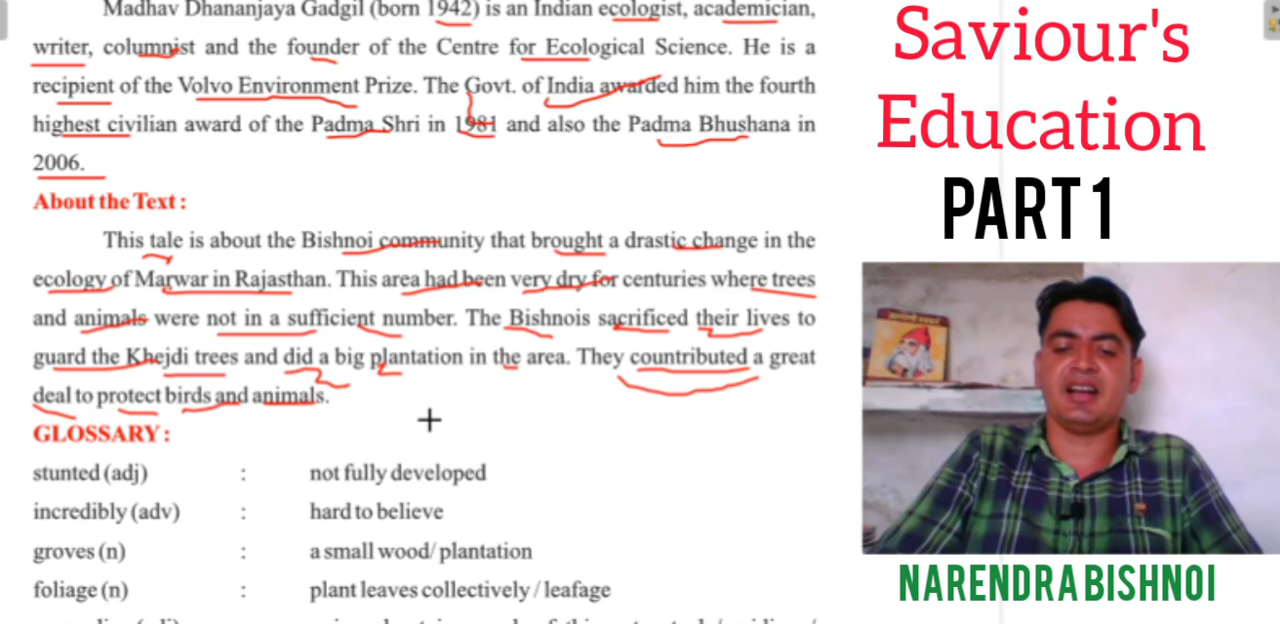 Madhav Dhananjaya Gadgil (born 1942) is an Indian ecologist, academician,
writer, columnist and the founder of the Centre for Ecological Science. He is a
recipient of the Volvo Environment Prize. The Govt. of India awarded him the fourth
highest civilian award of the Padma Shri in 1981 and also the Padma Bhushana in
2006.
About the Text :
This tale is about the Bishnoi community that brought a drastic change in the
ecology of Marwar in Rajasthan. This area had been very dry for centuries where trees
and animals were not in a sufficient number. The Bishnois sacrificed their lives to
guard the Khejdi trees and did a big plantation in the area. They countributed a great
deal to protect birds and animals.
GLOSSARY :
stunted (adj) : not fully developed
incredibly (adv) : hard to believe
groves (n) : a small wood/ plantation
foliage (n) : plant leaves collectively / leafage
Saviour's
Education
PART 1
NARENDRA BISHNOI